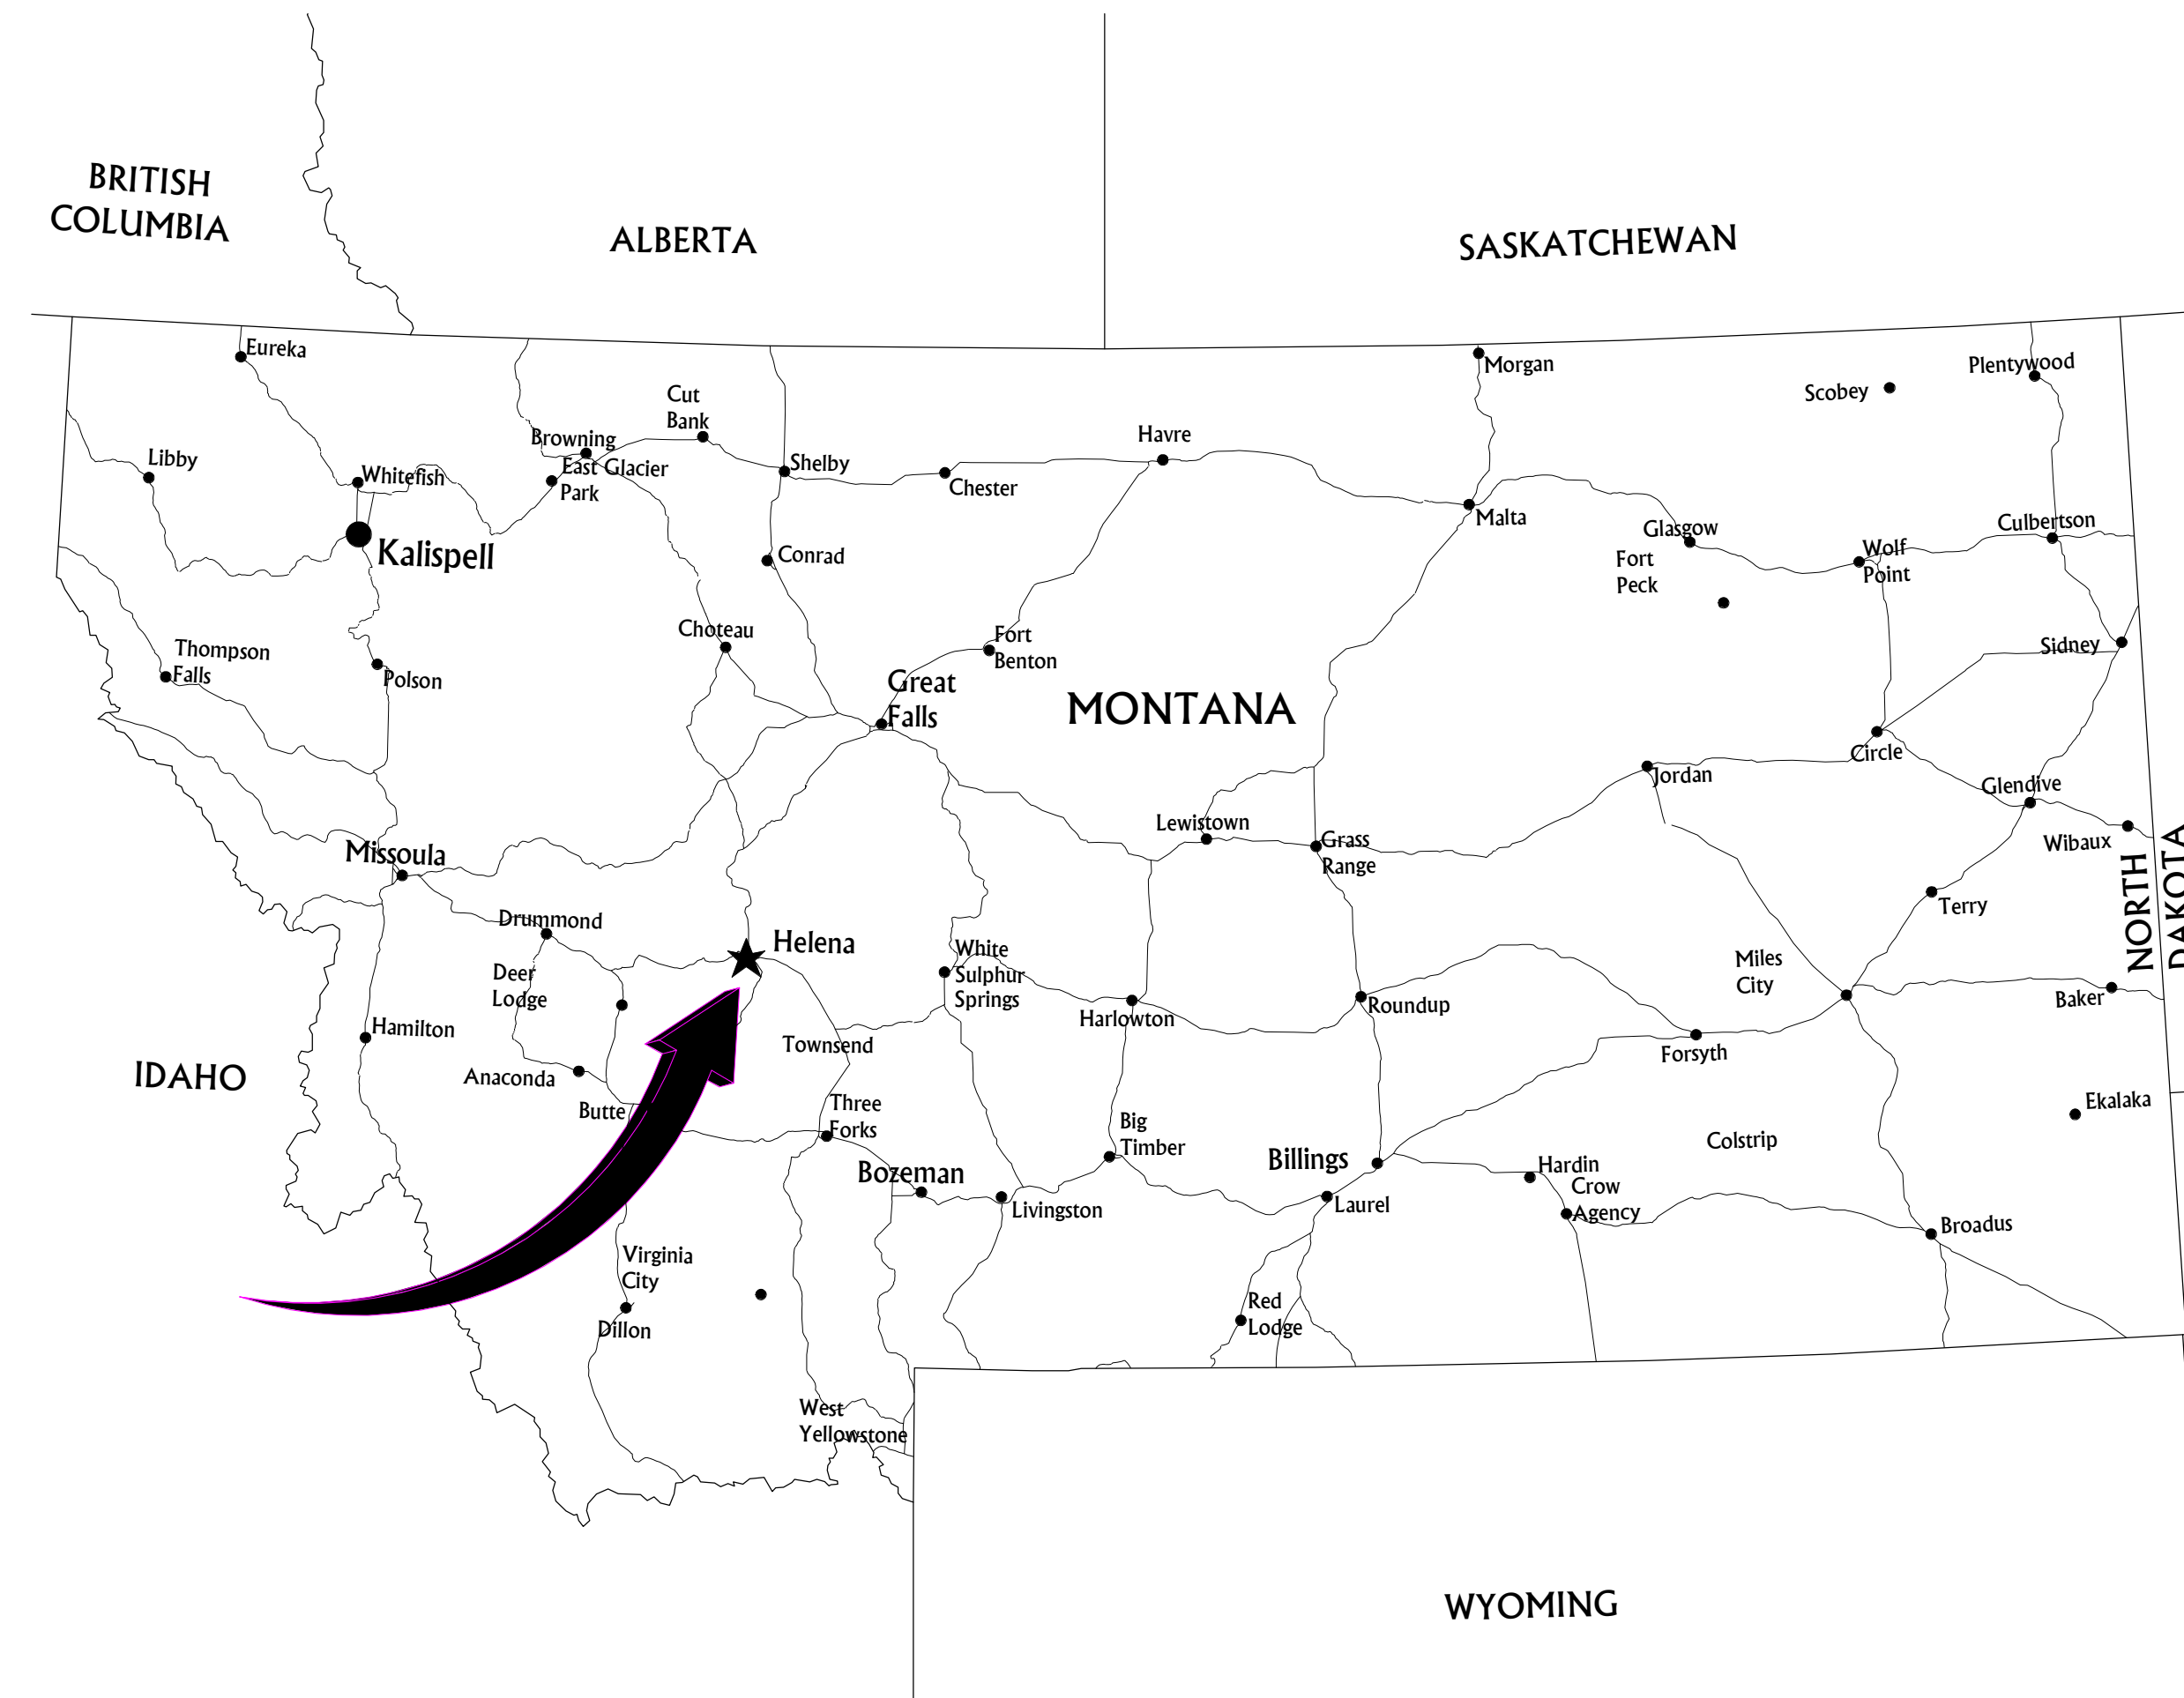 BRITISH
COLUMBIA
ALBERTA
SASKATCHEWAN
Eureka
Morgan
Plentywood
Scobey
Cut
Bank
Browning
Havre
Libby
Whitefish
East Glacier
Park
Shelby
Chester
Malta
Glasgow
Culbertson
Kalispell
Conrad
Fort
Peck
Wolf
Point
Choteau
Fort
Benton
Sidney
Thompson
Falls
Polson
Great
Falls
MONTANA
Circle
Jordan
Glendive
Lewistown
Grass
Range
Wibaux
NORTH
DAKOTA
Missoula
Terry
Drummond
Helena
White
Sulphur
Springs
Miles
City
Deer
Lodge
Baker
Hamilton
Harlowton
Roundup
Townsend
Forsyth
IDAHO
Anaconda
Butte
Three
Forks
Big
Timber
Ekalaka
Colstrip
Bozeman
Billings
Hardin
Crow
Agency
Livingston
Laurel
Broadus
Virginia
City
Dillon
Red
Lodge
West
Yellowstone
WYOMING